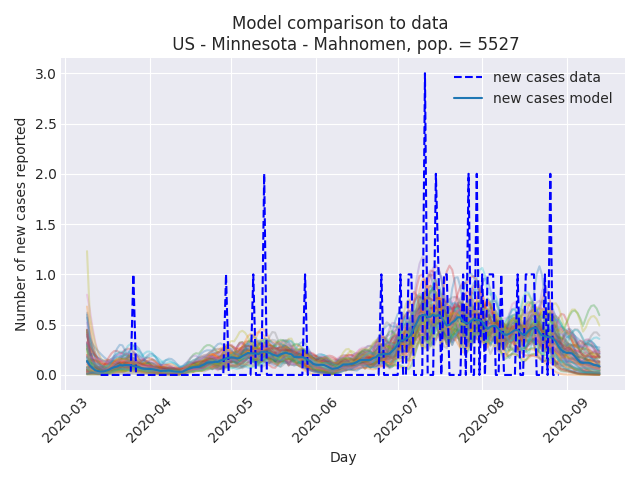 Model comparison to data
US - Minnesota - Mahnomen, pop. = 5527
new cases data
new cases model
Number of new cases reported
3.0
2.5
2.0
1.5
1.0
0.5
0.0
2020-03
2020-04
2020-05
2020-06
2020-07
2020-08
2020-09
Day